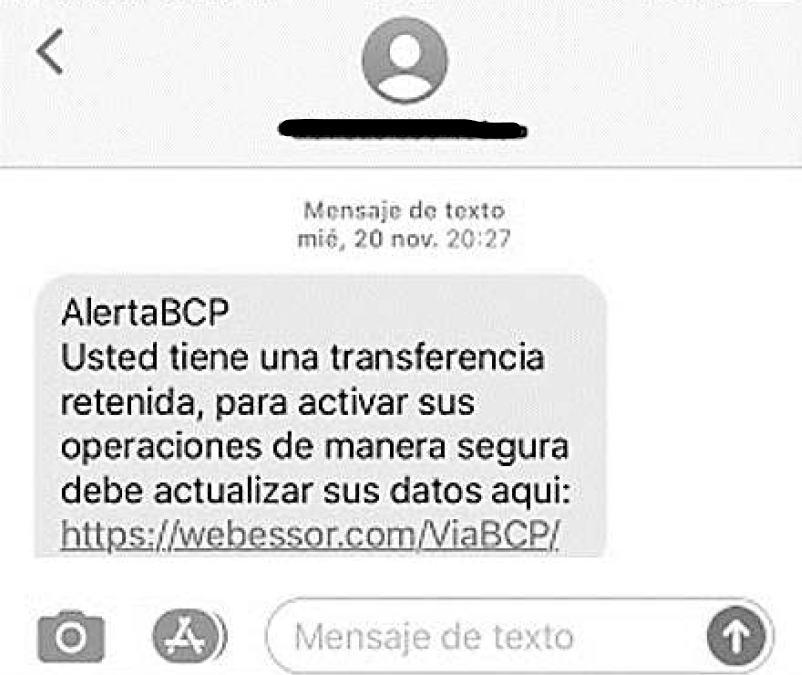 Mensaje de texto
mié, 20 nov. 20:27
AlertaBCP
Usted tiene una transferencia
retenida, para activar sus
operaciones de manera segura
debe actualizar sus datos aqui:
https://webessor.com/ViaBCP/
Mensaje de texto